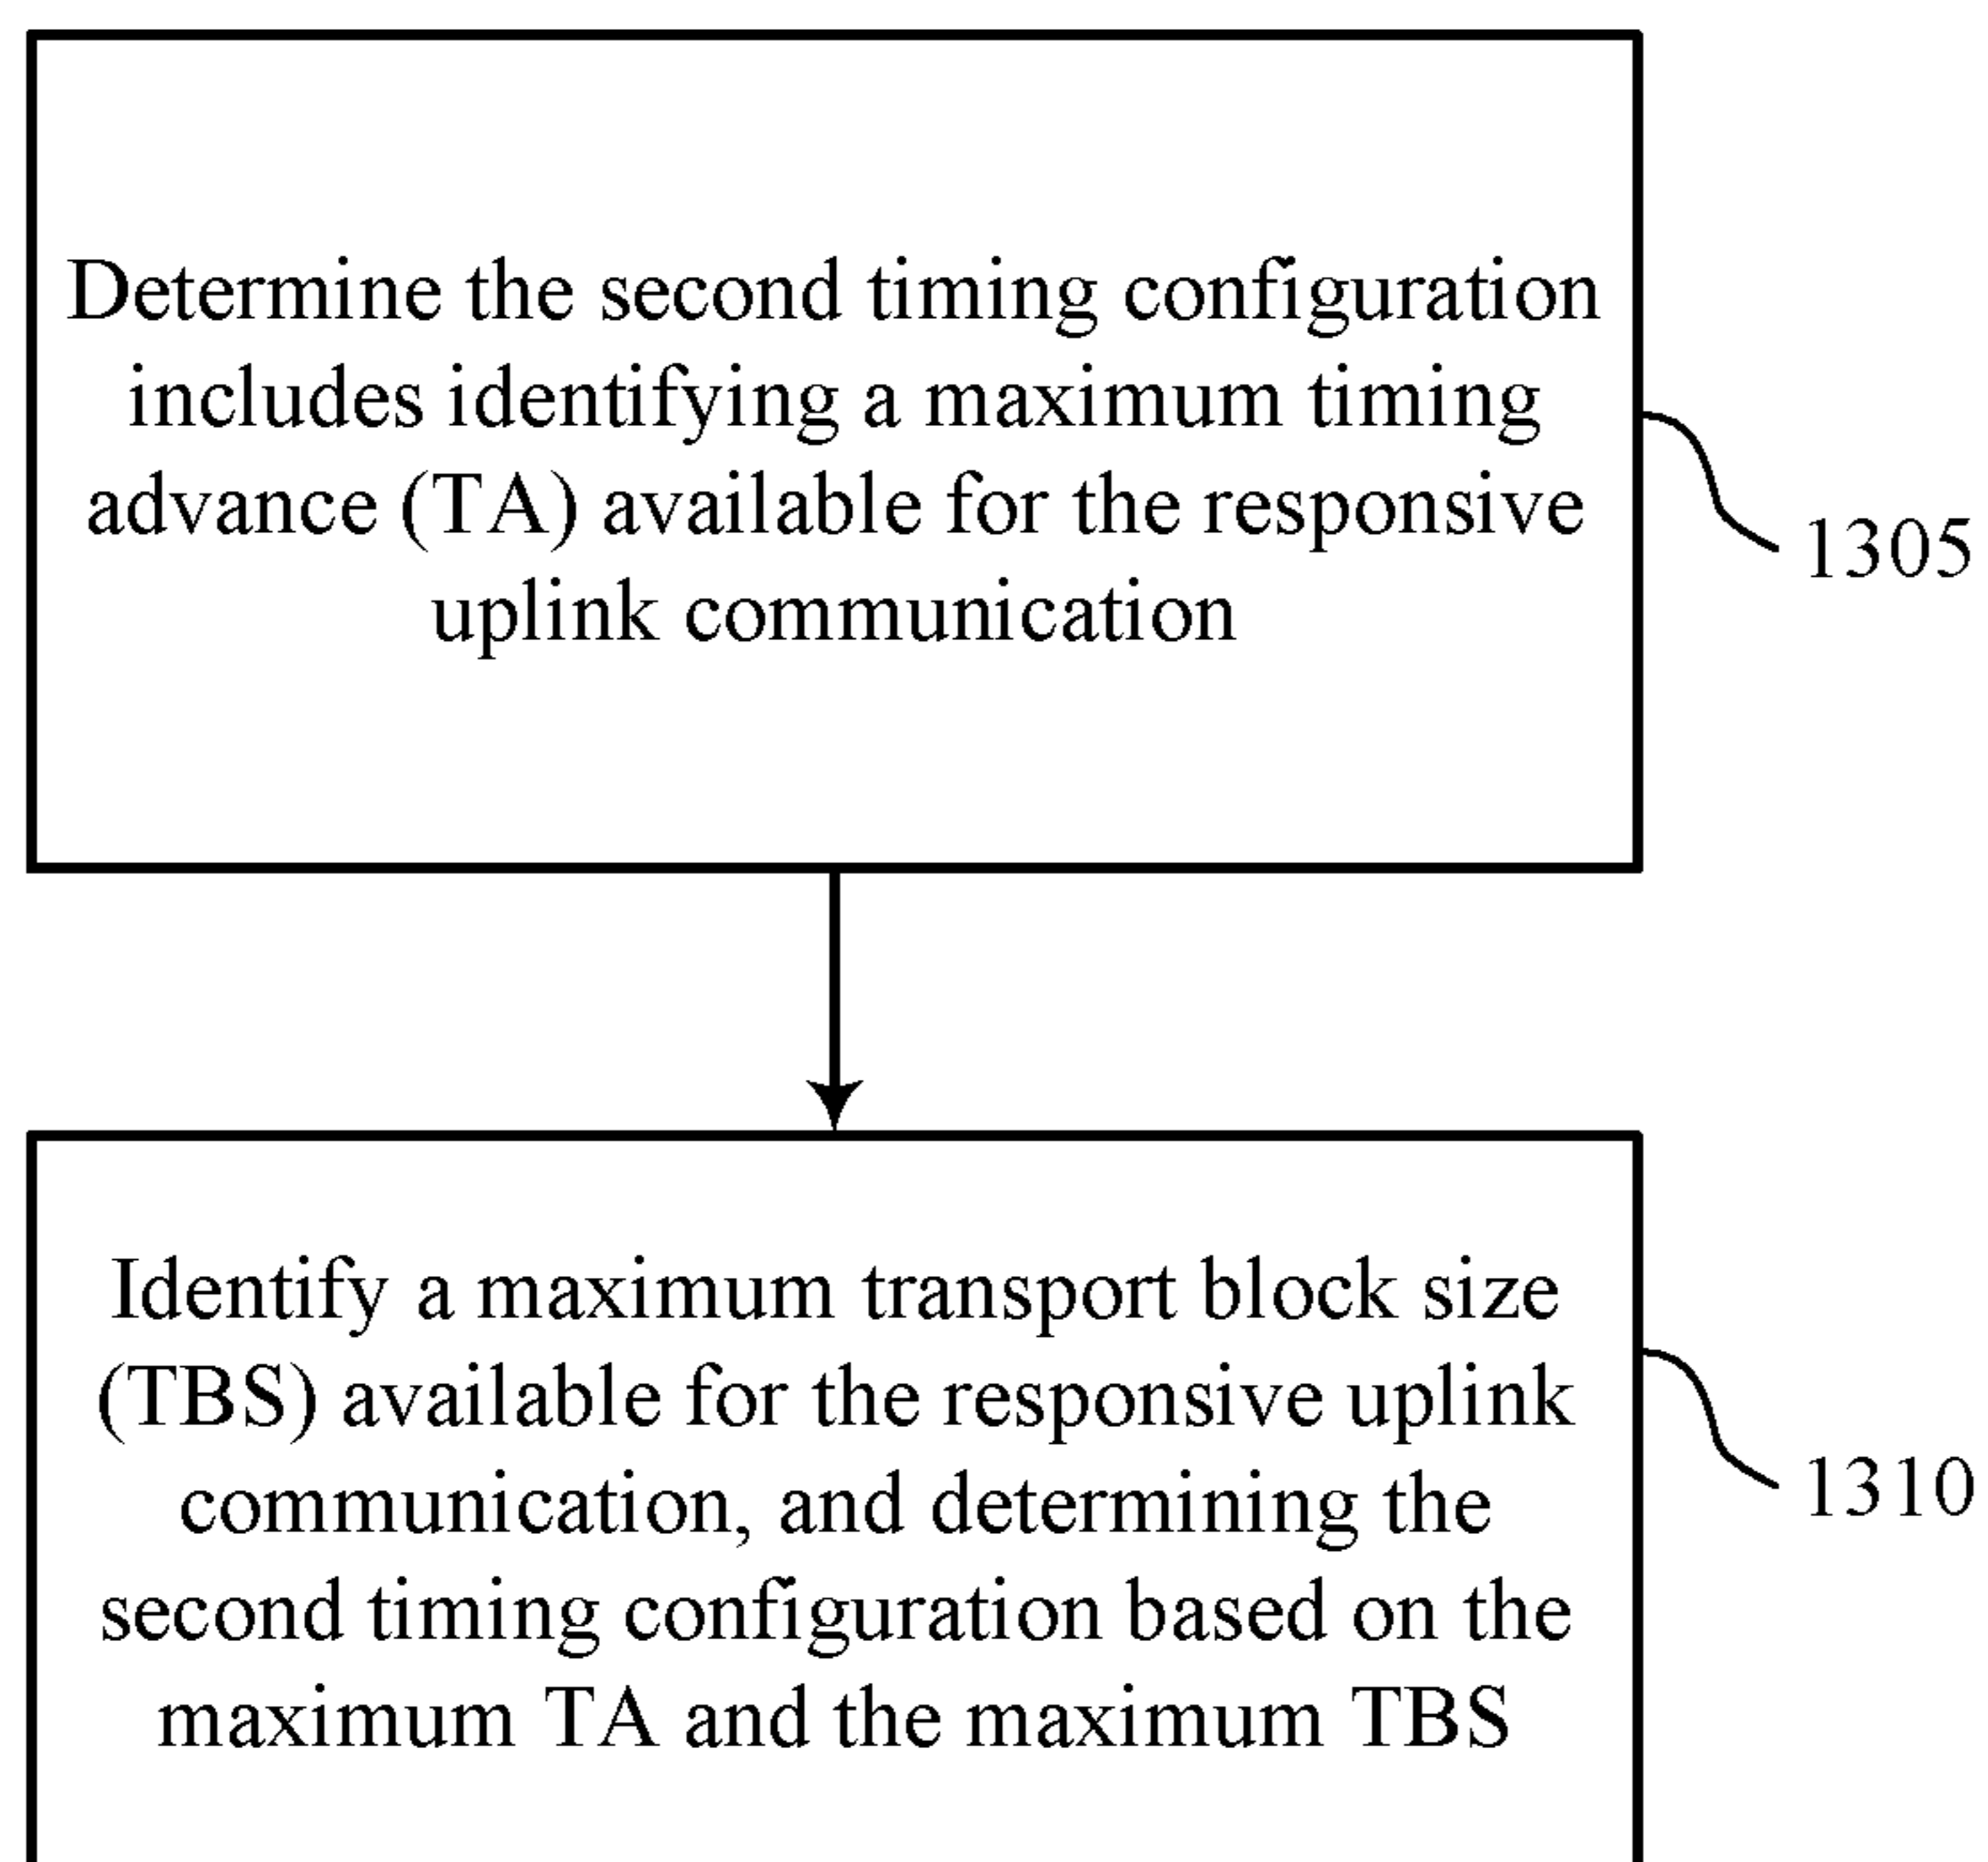 Determine the second timing configuration
includes identifying a maximum timing
advance (TA) available for the responsive
uplink communication
1305
Identify a maximum transport block size
(TBS) available for the responsive uplink
communication, and determining the
second timing configuration based on the
maximum TA and the maximum TBS
1310